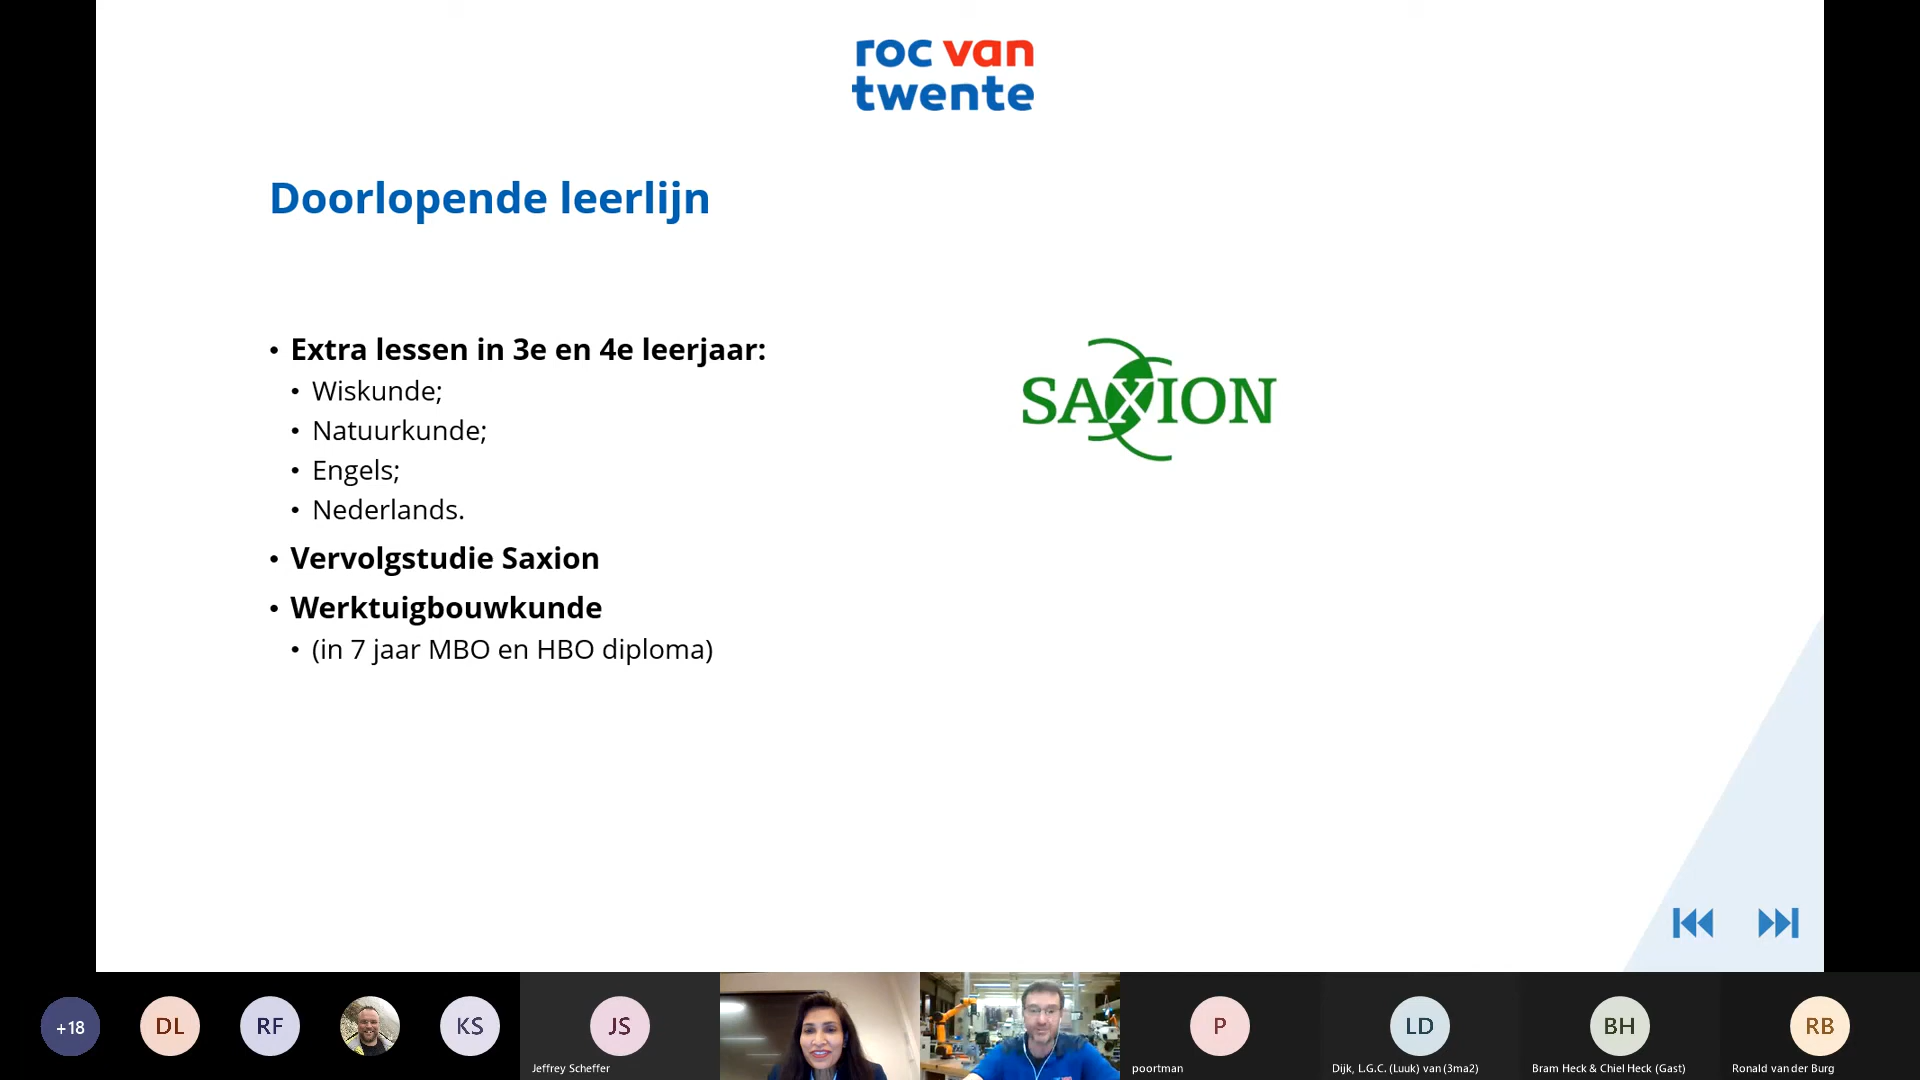 roc van
twente
Doorlopende leerlijn
• Extra lessen in 3e en 4e leerjaar:
• Wiskunde;
• Natuurkunde;
• Engels;
• Nederlands.
• Vervolgstudie Saxion
• Werktuigbouwkunde
• (in 7 jaar MBO en HBO diploma)
SAXION
+18
DL
RF
KS
JS
Jeffrey Scheffer
P
poortman
LD
Dijk, L.G.C. (Luuk) van (3ma2)
BH
Bram Heck & Chiel Heck (Gast)
RB
Ronald van der Burg